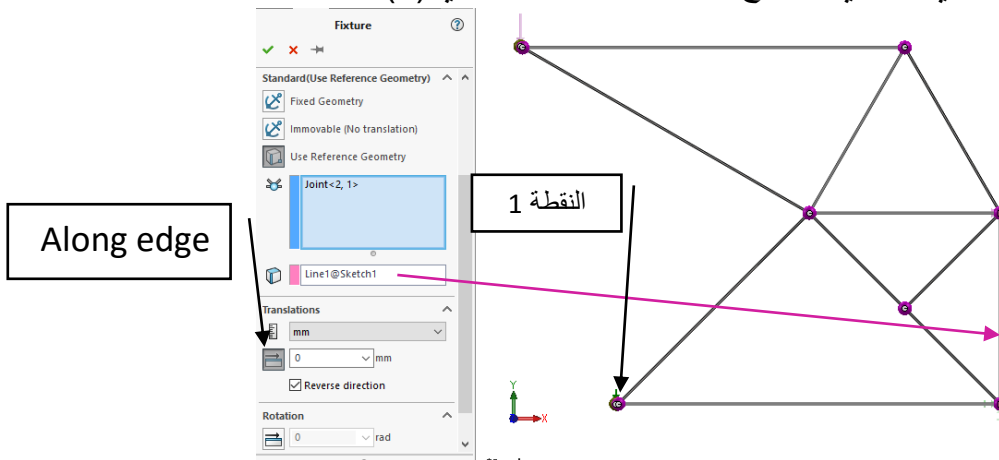 Fixture
Standard(Use Reference Geometry)
Fixed Geometry
Immovable (No translation)
Use Reference Geometry
Joint<2, 1>
Line1@Sketch1
Translations
mm
0
mm
Reverse direction
Rotation
0
rad
Along edge
النقطة 1
Y
X